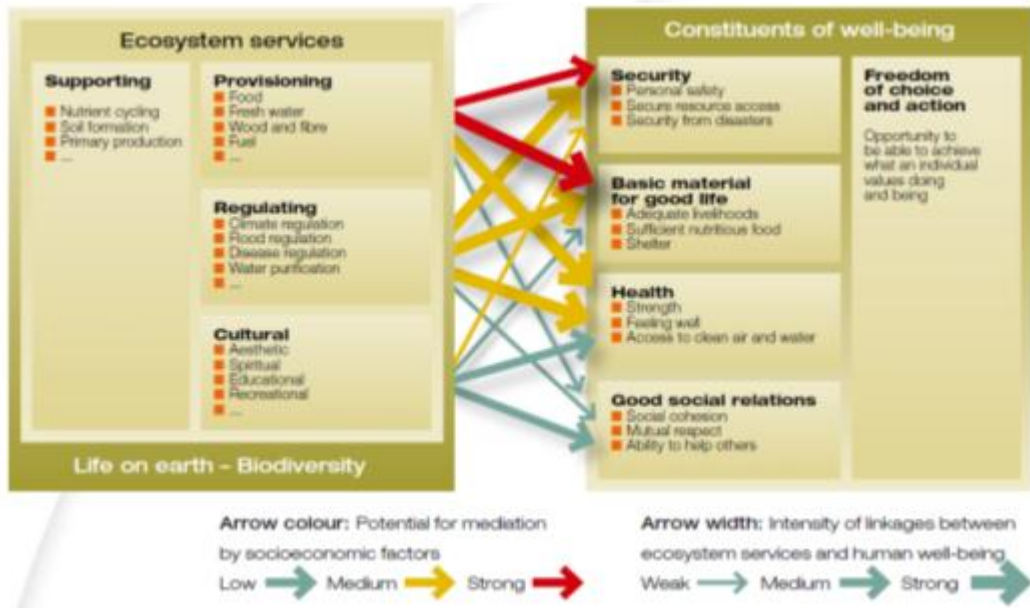 Ecosystem services
Supporting
Nutrient cycling
Soil formation
Primary production
...
Provisioning
Food
Fresh water
Wood and fibre
Fuel
...
Regulating
Climate regulation
Flood regulation
Disease regulation
Water purification
...
Cultural
Aesthetic
Spiritual
Educational
Recreational
...
Life on earth – Biodiversity
Constituents of well-being
Security
Personal safety
Secure resource access
Security from disasters
Basic material
for good life
Adequate livelihoods
Sufficient nutritious food
Shelter
Health
Strength
Feeling well
Access to clean air and water
Good social relations
Social cohesion
Mutual respect
Ability to help others
Freedom
of choice
and action
Opportunity to
be able to achieve
what an individual
values doing
and being
Arrow colour: Potential for mediation
by socioeconomic factors
Low Medium Strong
Arrow width: Intensity of linkages between
ecosystem services and human well-being
Weak Medium Strong